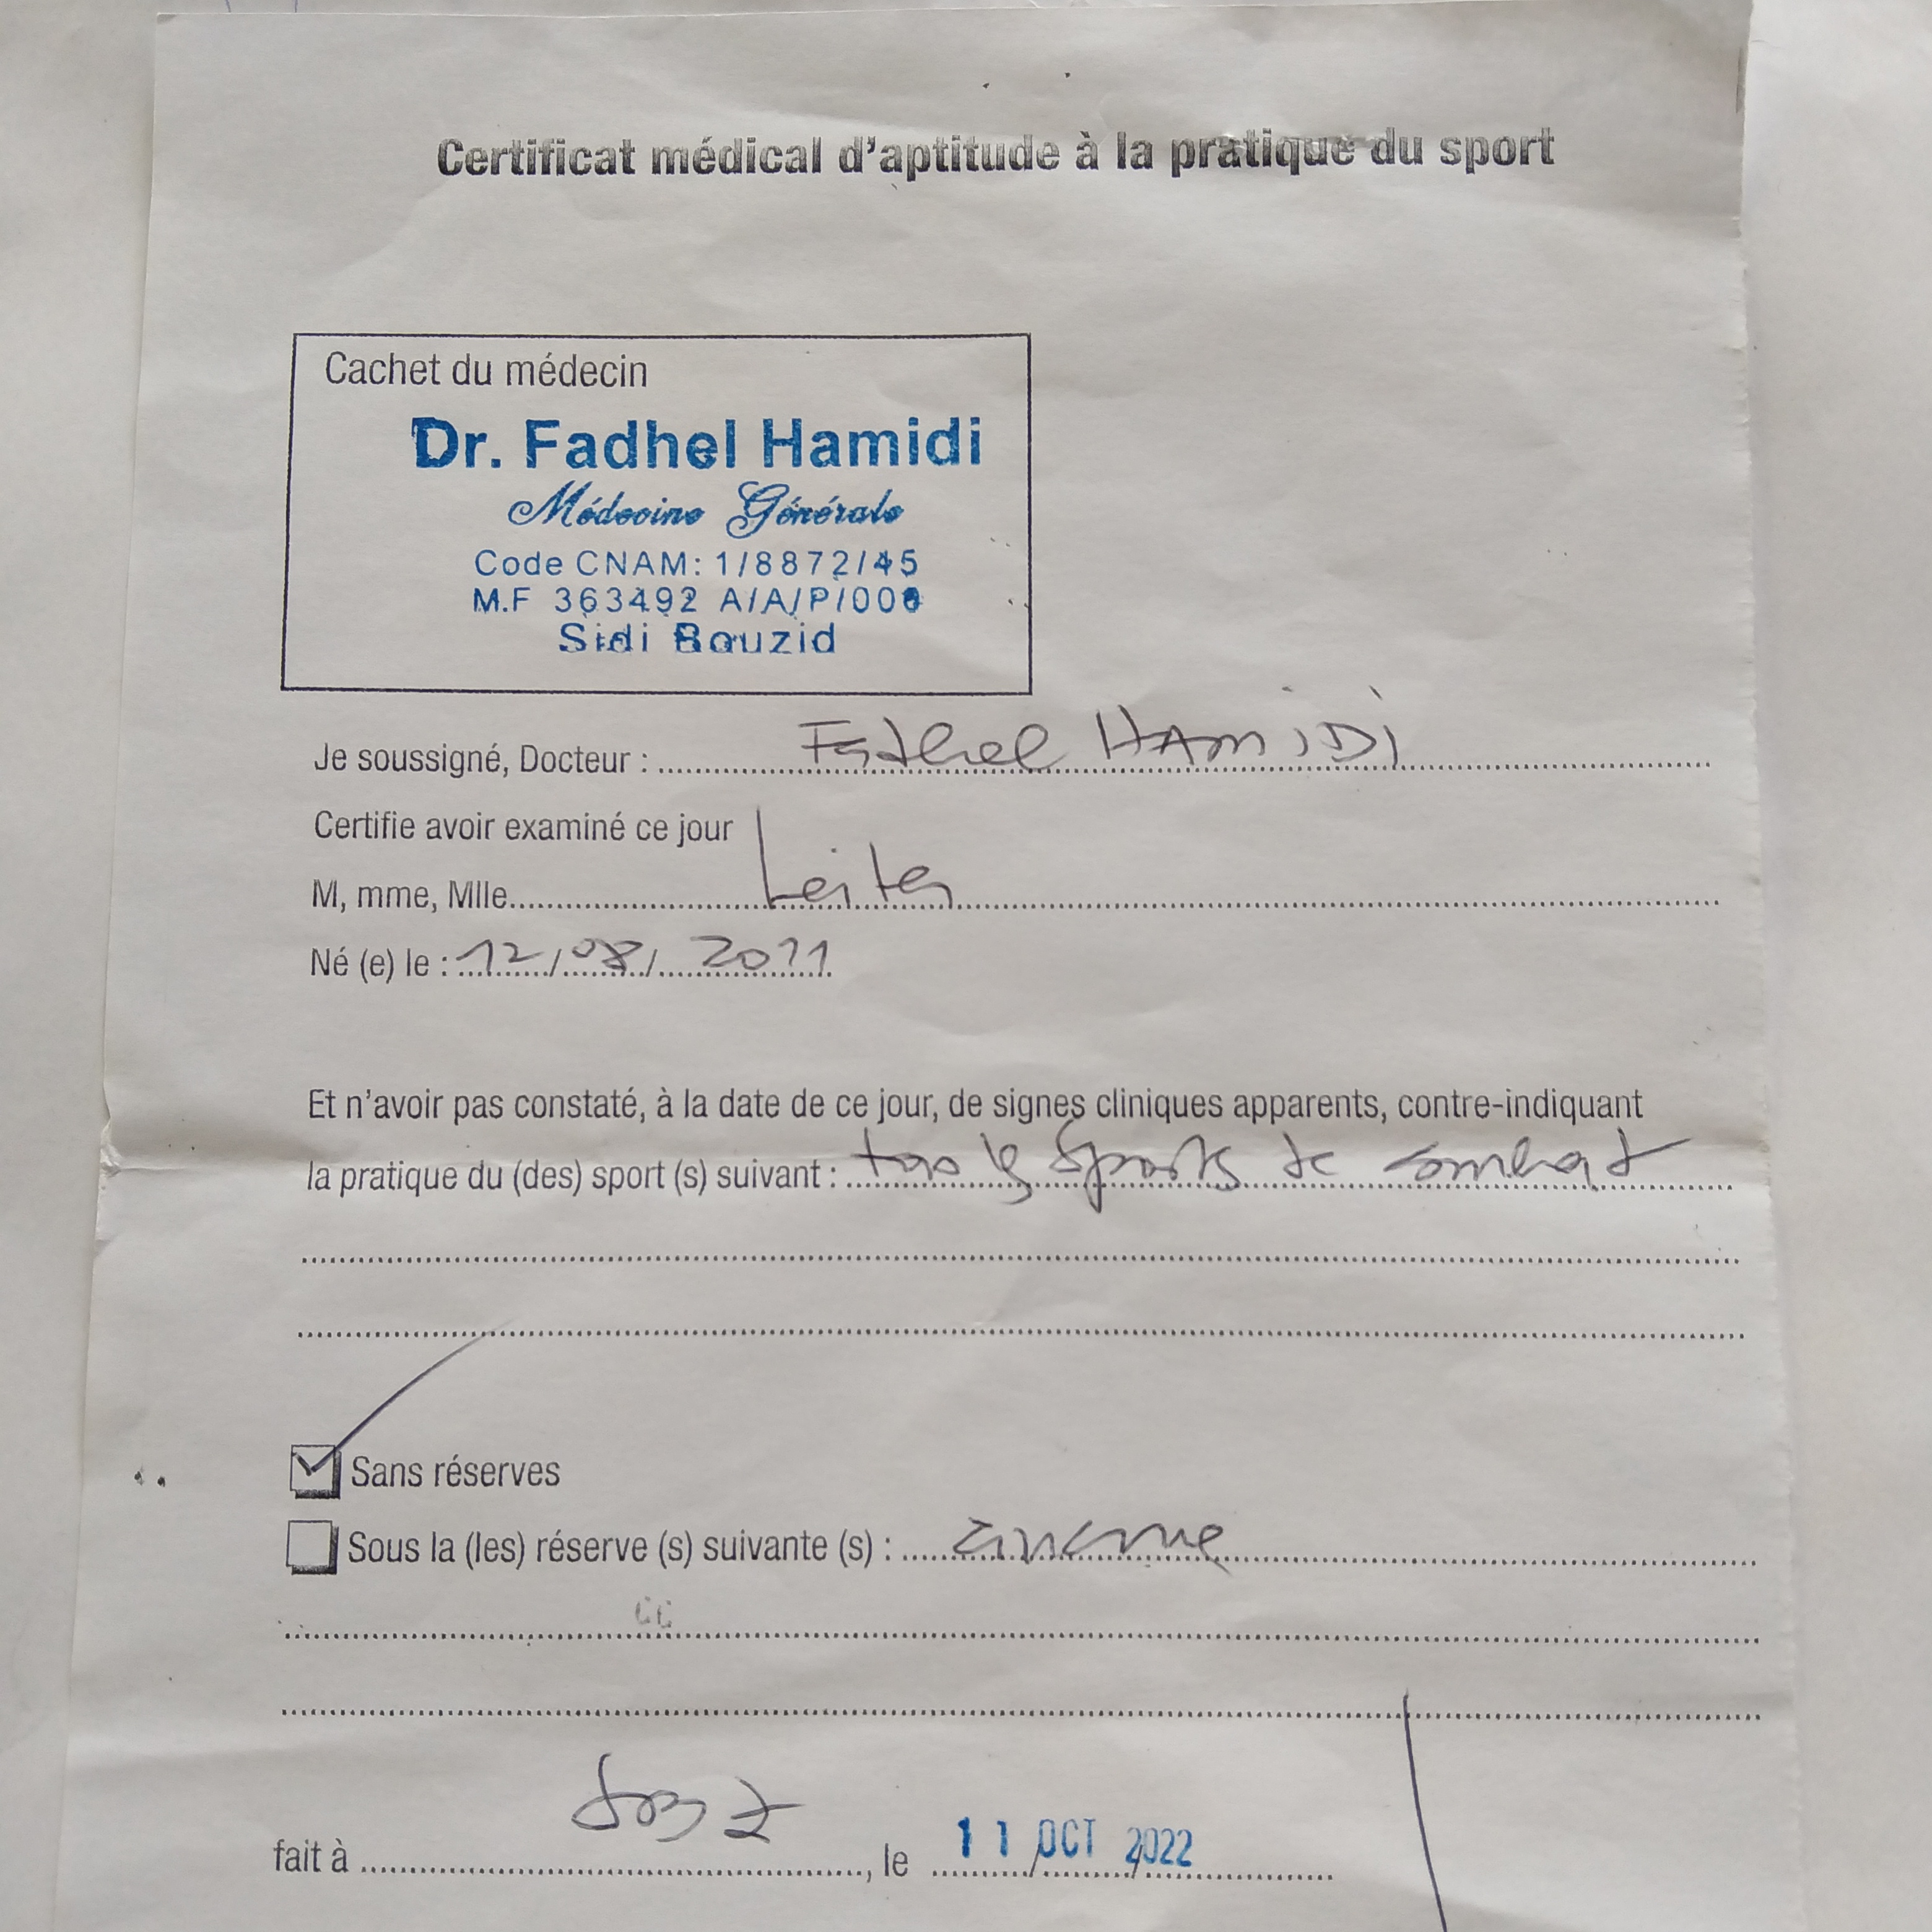 Certificat médical d'aptitude à la pratique du sport
Cachet du médecin
Dr. Fadhel Hamidi
Médecine Générale
Code CNAM: 1/8872/45
M.F 363492 A/A/P/000
Sidi Bouzid
Je soussigné, Docteur : Fadhel HAMiDi
Certifie avoir examiné ce jour
M, mme, Mlle
Né (e) le : 12/08/2011
Et n'avoir pas constaté, à la date de ce jour, de signes cliniques apparents, contre-indiquant
la pratique du (des) sport (s) suivant : tous les sports de combat
Sans réserves
Sous la (les) réserve (s) suivante (s) :
fait à , le 11 OCT 2022